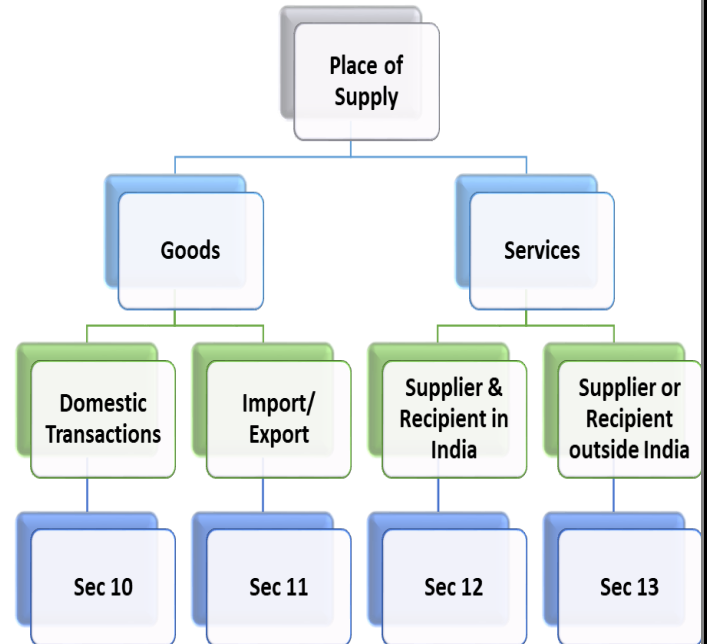 Place of
Supply
Goods
Services
Domestic
Transactions
Import/
Export
Supplier &
Recipient in
India
Supplier or
Recipient
outside India
Sec 10
Sec 11
Sec 12
Sec 13